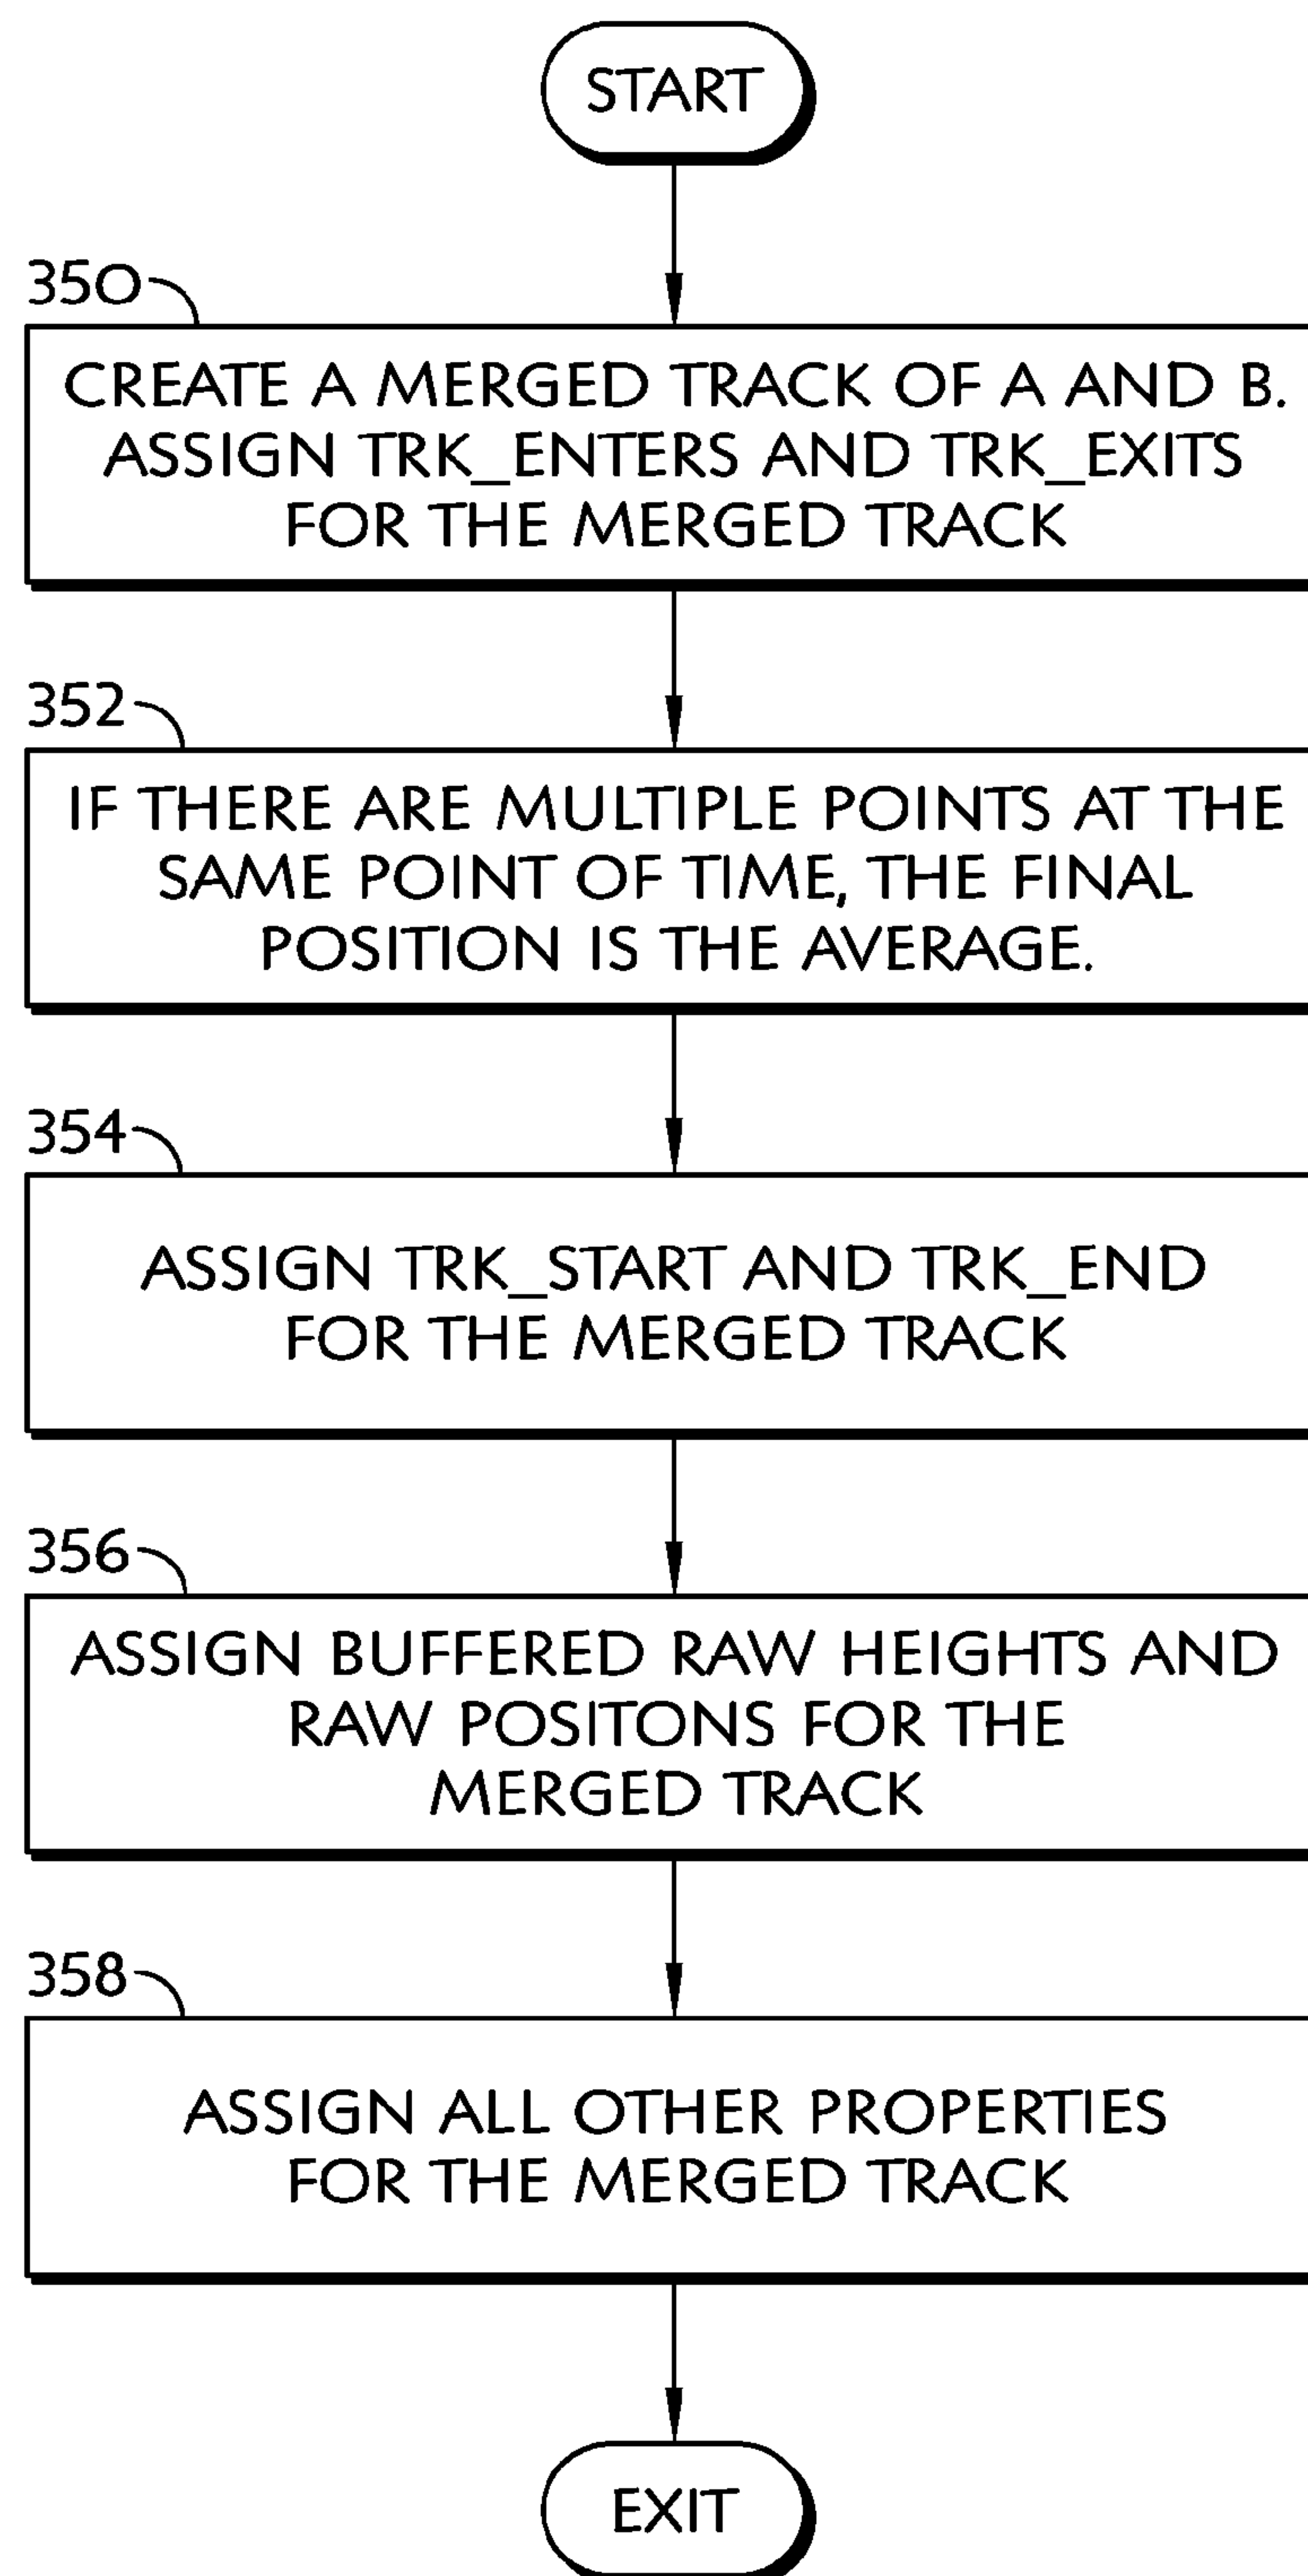 START
350
CREATE A MERGED TRACK OF A AND B.
ASSIGN TRK_ENTERS AND TRK_EXITS
FOR THE MERGED TRACK
352
IF THERE ARE MULTIPLE POINTS AT THE
SAME POINT OF TIME, THE FINAL
POSITION IS THE AVERAGE.
354
ASSIGN TRK_START AND TRK_END
FOR THE MERGED TRACK
356
ASSIGN BUFFERED RAW HEIGHTS AND
RAW POSITONS FOR THE
MERGED TRACK
358
ASSIGN ALL OTHER PROPERTIES
FOR THE MERGED TRACK
EXIT